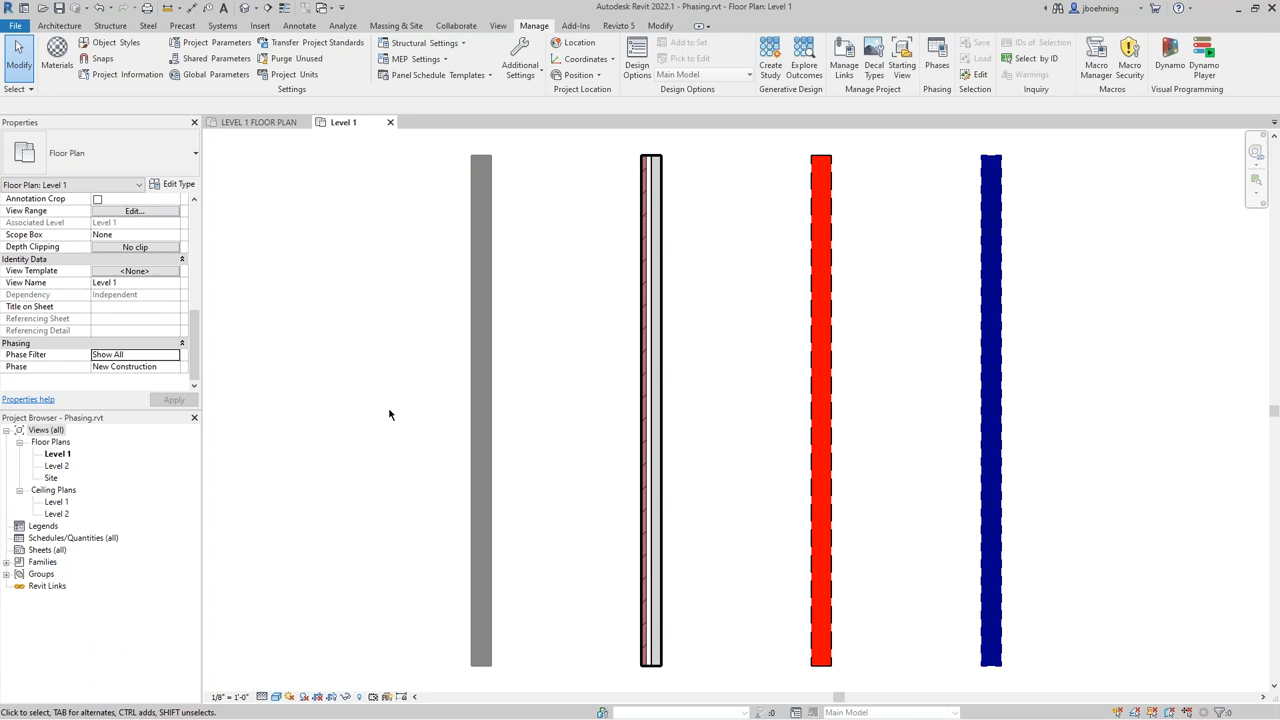 Autodesk Revit 2022.1 - Phasing.rvt - Floor Plan: Level 1
jboehning
File Architecture Structure Steel Precast Systems Insert Annotate Analyze Massing & Site Collaborate View Manage Add-Ins Revizto 5 Modify
Modify
Select
Materials
Object Styles
Snaps
Project Information
Project Parameters
Shared Parameters
Global Parameters
Transfer Project Standards
Purge Unused
Project Units
Settings
Structural Settings
MEP Settings
Panel Schedule Templates
Additional
Settings
Location
Coordinates
Position
Project Location
Design
Options
Add to Set
Pick to Edit
Main Model
Design Options
Create
Study
Explore
Outcomes
Generative Design
Manage
Links
Decal
Types
Starting
View
Manage Project
Phases
Phasing
Save
Load
Edit
Selection
IDs of Selection
Select by ID
Warnings
Inquiry
Macro
Manager
Macro
Security
Macros
Dynamo
Dynamo
Player
Visual Programming
Properties
LEVEL 1 FLOOR PLAN
Level 1
Floor Plan
Floor Plan: Level 1
Edit Type
Annotation Crop
View Range Edit...
Associated Level Level 1
Scope Box None
Depth Clipping No clip
Identity Data
View Template <None>
View Name Level 1
Dependency Independent
Title on Sheet
Referencing Sheet
Referencing Detail
Phasing
Phase Filter Show All
Phase New Construction
Properties help
Apply
Project Browser - Phasing.rvt
Views (all)
Floor Plans
Level 1
Level 2
Site
Ceiling Plans
Level 1
Level 2
Legends
Schedules/Quantities (all)
Sheets (all)
Families
Groups
Revit Links
1/8" = 1'-0"
Click to select, TAB for alternates, CTRL adds, SHIFT unselects.
:0
Main Model
:0